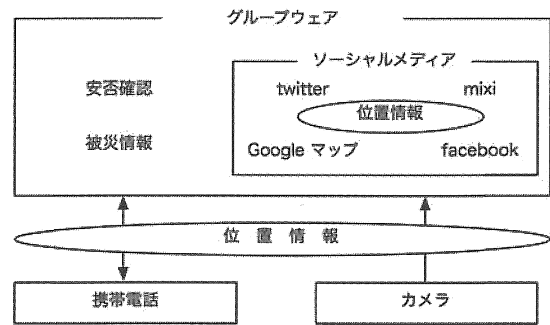 グループウェア
ソーシャルメディア
安否確認
twitter
mixi
位置情報
被災情報
Google マップ
facebook
位 置 情 報
携帯電話
カメラ